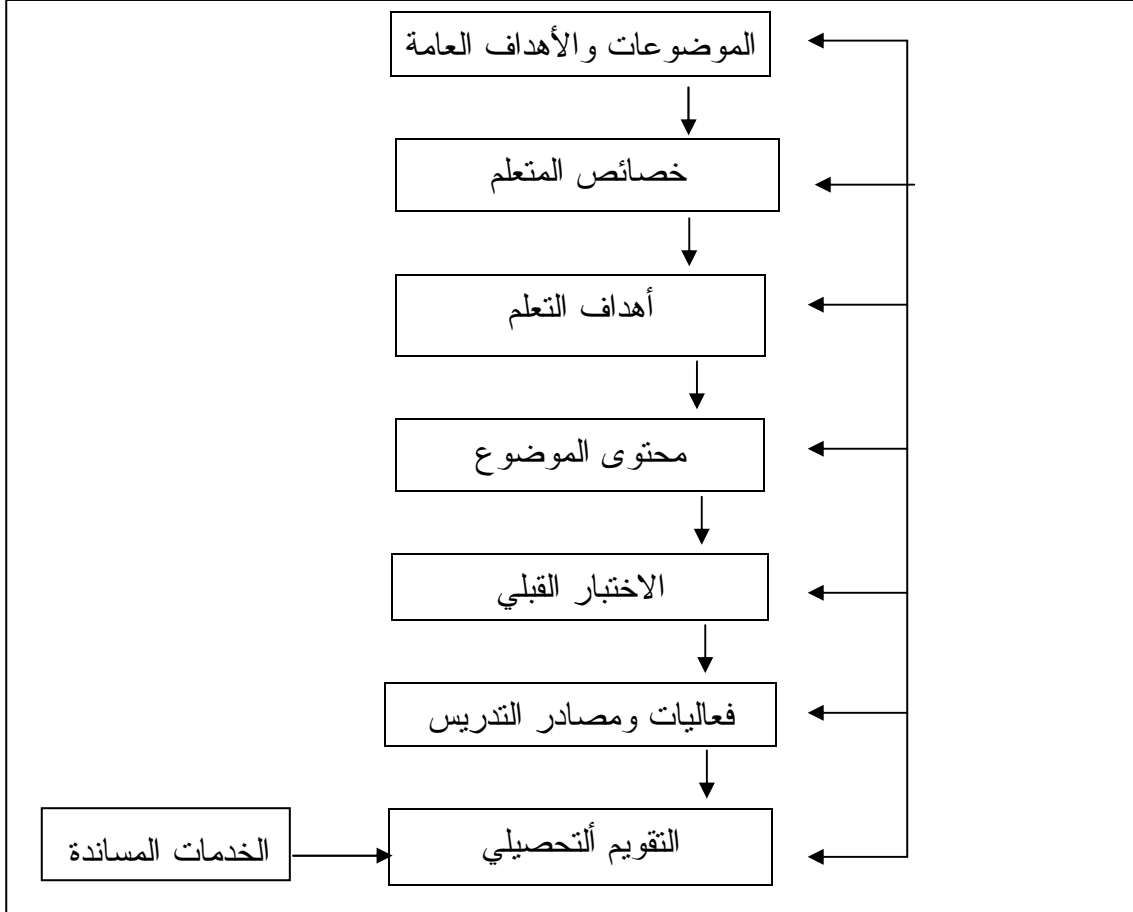 الموضوعات والأهداف العامة
خصائص المتعلم
أهداف التعلم
محتوى الموضوع
الاختبار القبلي
فعاليات ومصادر التدريس
التقويم ألتحصيلي
الخدمات المساندة